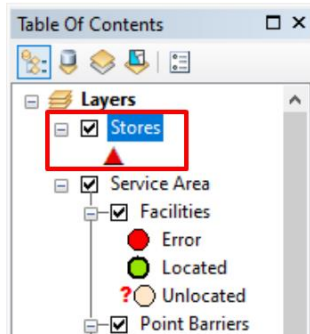 Table Of Contents
Layers
Stores
Service Area
Facilities
Error
Located
? Unlocated
Point Barriers